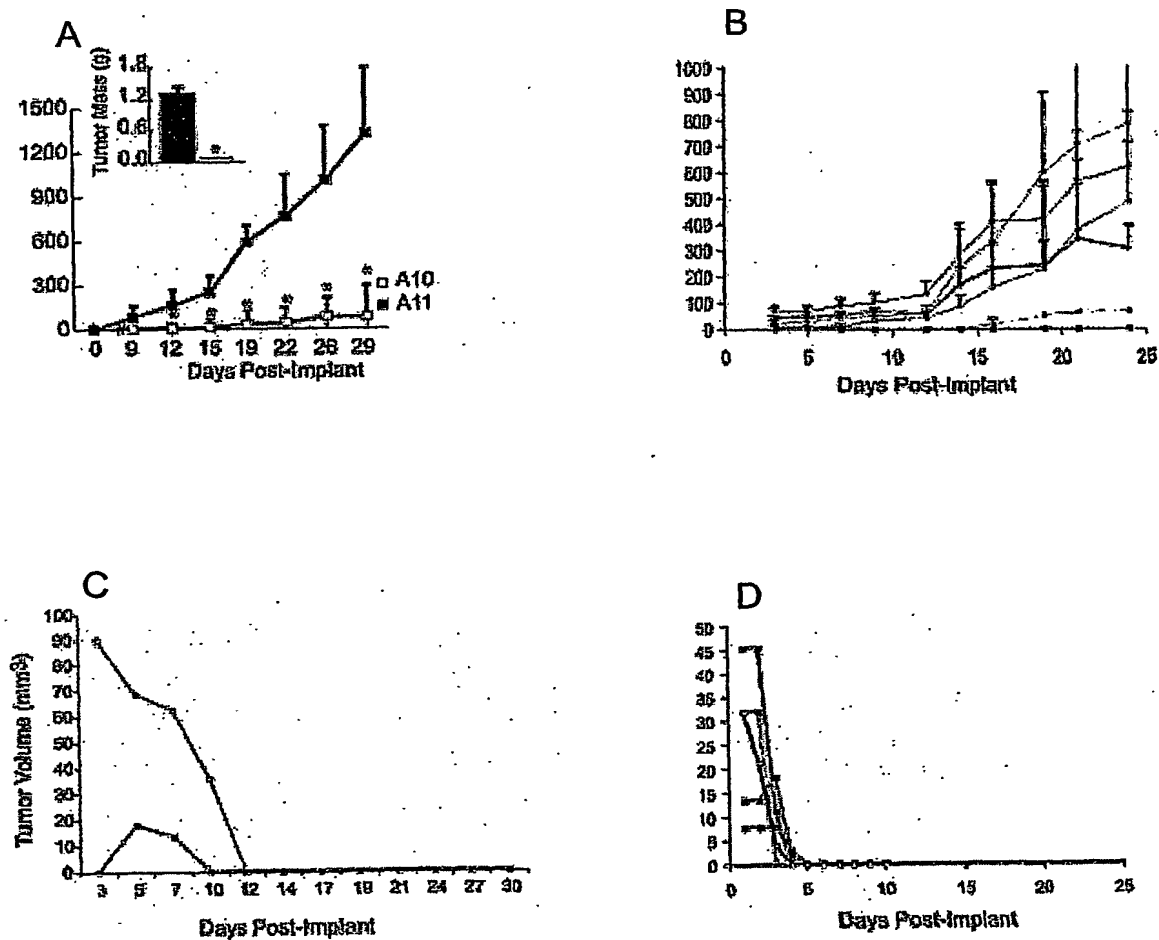 A
Tumor Mass (g)
1.8
1.2
0.6
0.0
1500
1200
900
600
300
0
*
* * * * * * *
A10
A11
0 9 12 15 19 22 26 29
Days Post-Implant
B
1000
900
800
700
600
500
400
300
200
100
0
0 5 10 15 20 25
Days Post-Implant
C
Tumor Volume (mm3)
100
90
80
70
60
50
40
30
20
10
0
3 5 7 10 12 14 17 19 21 24 27 30
Days Post-Implant
D
50
45
40
35
30
25
20
15
10
5
0
0 5 10 15 20 25
Days Post-Implant